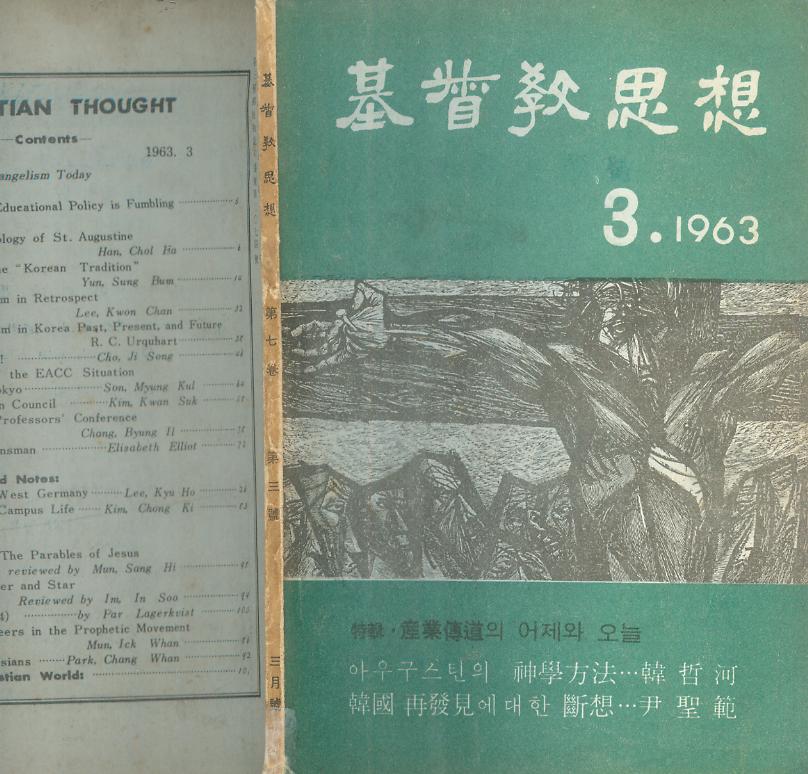 TIAN THOUGHT
—Contents—
1963. 3
angelism Today
Educational Policy is Fumbling
ology of St. Augustine
Han, Chol Ha
e "Korean Tradition"
Yun, Sung Bum
m in Retrospect
Lee, Kwon Chan
m in Korea Past, Present, and Future
R. C. Urquhart
! Cho, Ji Song
the EACC Situation
okyo Son, Myung Kul
n Council Kim, Kwan Suk
Professors' Conference
Chang, Byung Il
nsman Elisabeth Elliot
d Notes:
West Germany Lee, Kyu Ho
Campus Life Kim, Chong Ki
The Parables of Jesus
reviewed by Mun, Sang Hi
er and Star
Reviewed by Im, In Soo
4) by Par Lagerkvist
eers in the Prophetic Movement
Mun, Ick Whan
sians Park, Chang Whan
stian World:
基督敎思想 第七卷 第三號 三月號
基督敎思想
3. 1963
特輯·産業傳道의 어제와 오늘
아우구스틴의 神學方法…韓哲河
韓國 再發見에 대한 斷想…尹聖範